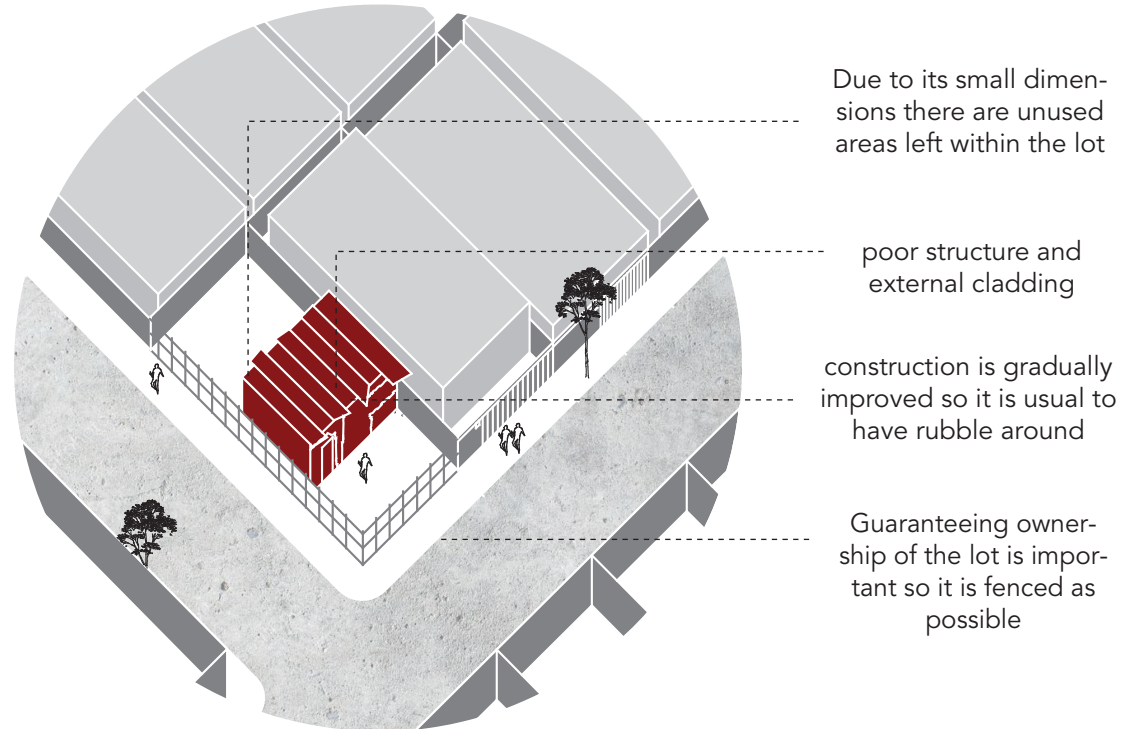 Due to its small dimen-
sions there are unused
areas left within the lot
poor structure and
external cladding
construction is gradually
improved so it is usual to
have rubble around
Guaranteeing owner-
ship of the lot is impor-
tant so it is fenced as
possible